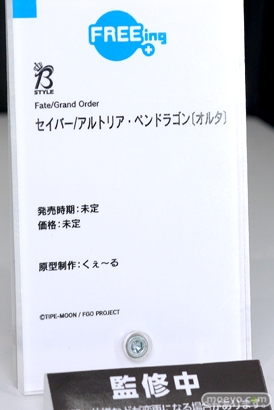 FREEing
B
STYLE
Fate/Grand Order
セイバー/アルトリア・ペンドラゴン〔オルタ〕
発売時期：未定
価格：未定
原型制作：くぇ～る
©TYPE-MOON / FGO PROJECT
監修中
moeyo.com